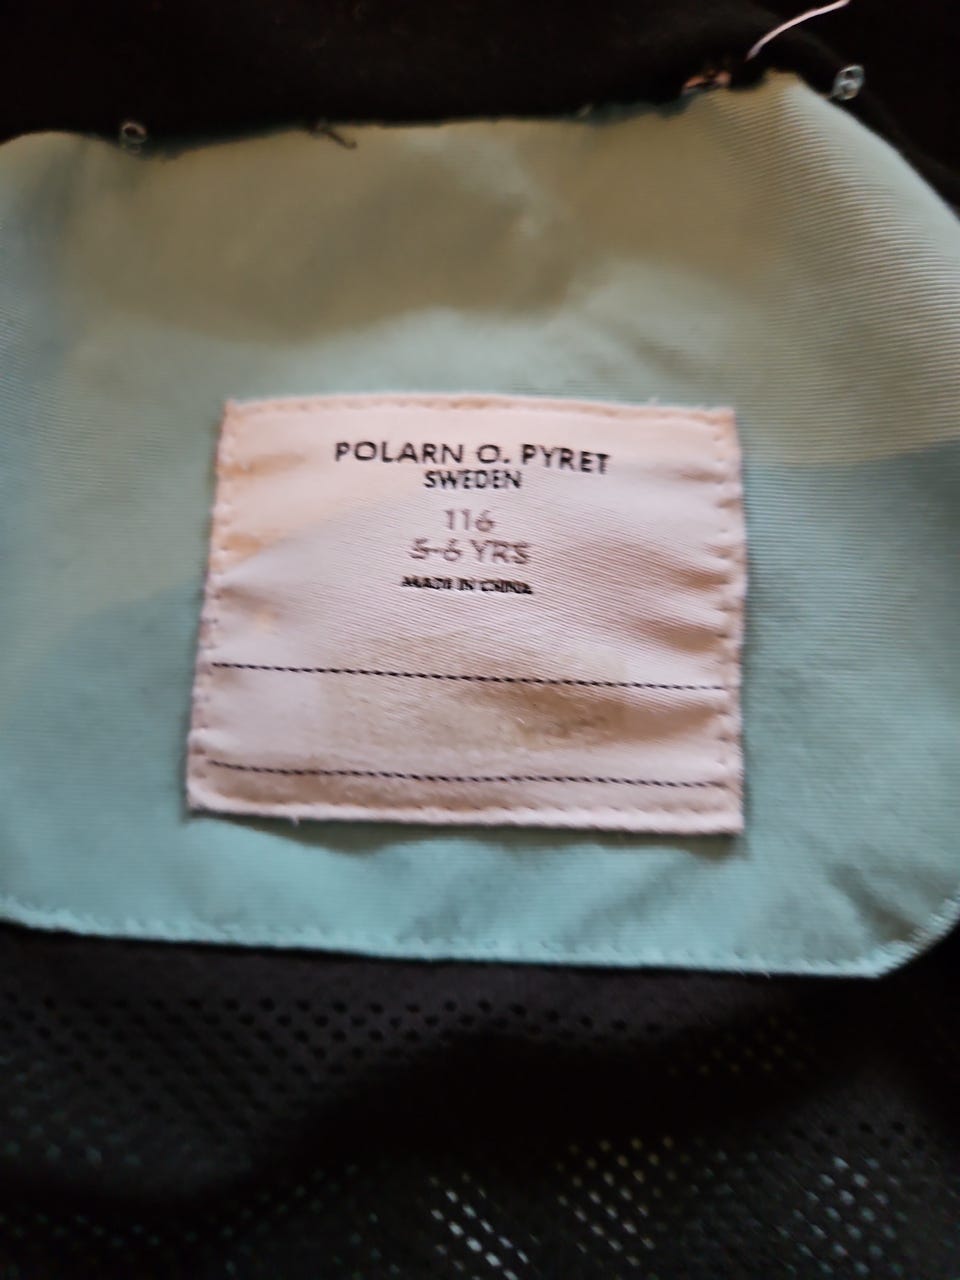 POLARN O. PYRET
SWEDEN
116
5-6 YRS
MADE IN CHINA